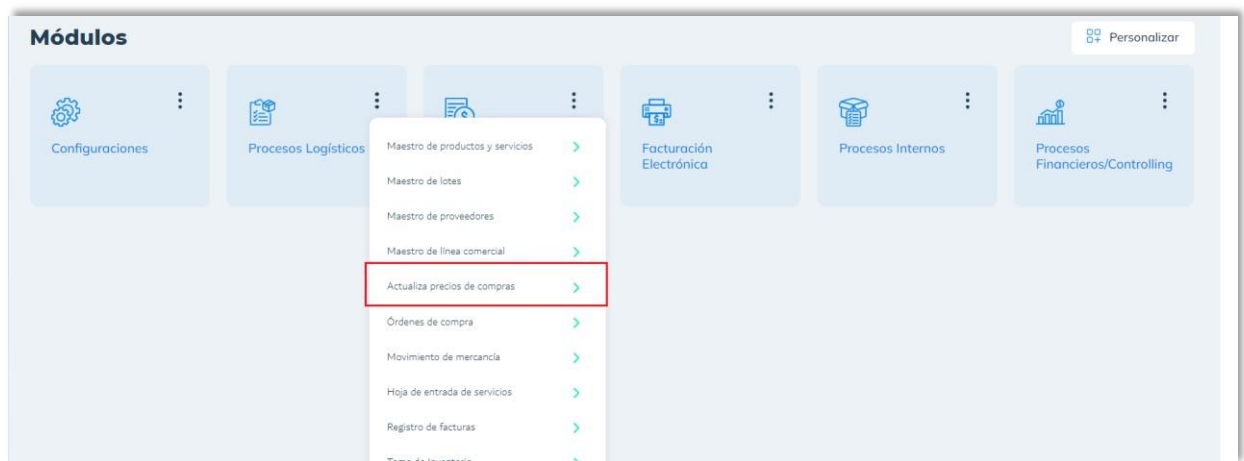 Módulos
Personalizar
Configuraciones
Procesos Logísticos
Facturación
Electrónica
Procesos Internos
Procesos
Financieros/Controlling
Maestro de productos y servicios
Maestro de lotes
Maestro de proveedores
Maestro de línea comercial
Actualiza precios de compras
Órdenes de compra
Movimiento de mercancía
Hoja de entrada de servicios
Registro de facturas